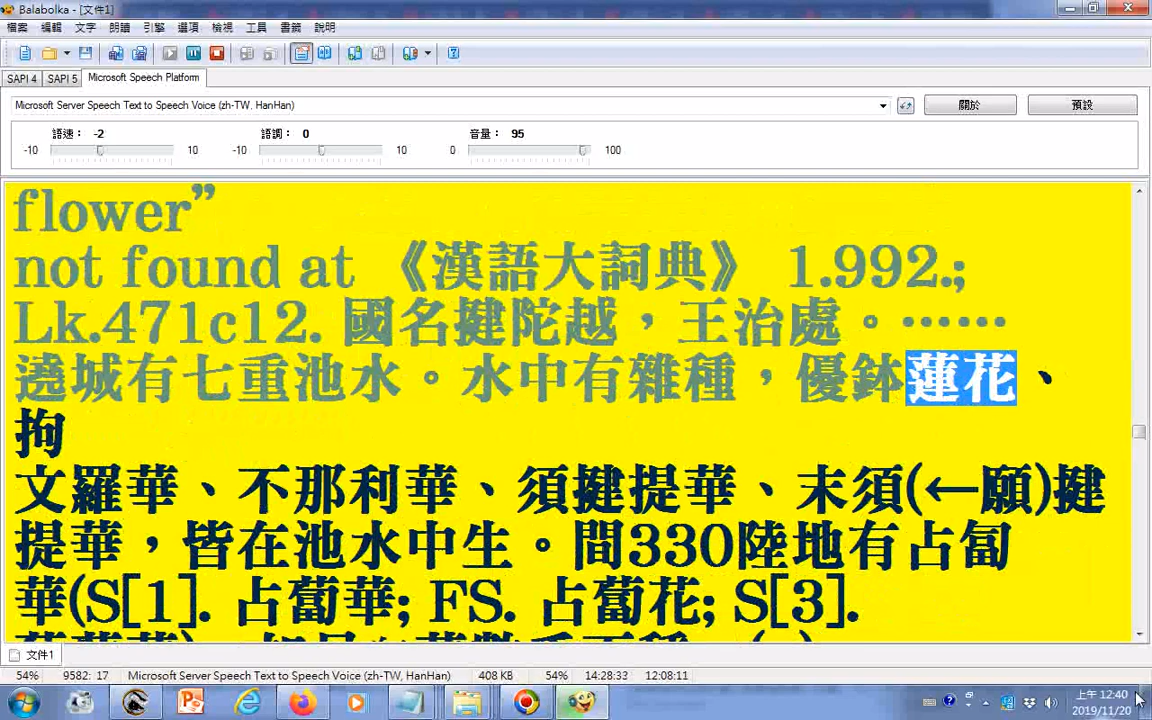 Balabolka - [文件1]
檔案 編輯 文字 朗讀 引擎 選項 檢視 工具 書籤 說明
SAPI 4 SAPI 5 Microsoft Speech Platform
Microsoft Server Speech Text to Speech Voice (zh-TW, HanHan) 關於 預設
語速： -2 語調： 0 音量： 95
-10 10 -10 10 0 100
flower”
not found at 《漢語大詞典》 1.992.;
Lk.471c12. 國名揵陀越，王治處。……
遶城有七重池水。水中有雜種，優鉢蓮花、
拘
文羅華、不那利華、須揵提華、末須(←願)揵
提華，皆在池水中生。間330陸地有占匐
華(S[1]. 占蔔華; FS. 占蔔花; S[3].
文件1
54% 9582: 17 Microsoft Server Speech Text to Speech Voice (zh-TW, HanHan) 408 KB 54% 14:28:33 12:08:11
上午 12:40
2019/11/20